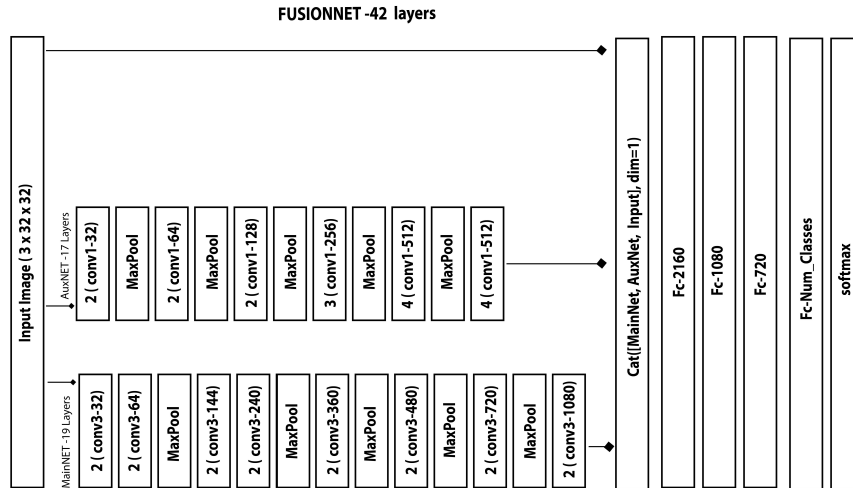 FUSIONNET -42 layers
Input Image ( 3 x 32 x 32)
AuxNET -17 Layers
2 ( conv1-32)
MaxPool
2 ( conv1-64)
MaxPool
2 ( conv1-128)
MaxPool
3 ( conv1-256)
MaxPool
4 ( conv1-512)
MaxPool
4 ( conv1-512)
MainNET -19 Layers
2 ( conv3-32)
2 ( conv3-64)
MaxPool
2 ( conv3-144)
2 ( conv3-240)
MaxPool
2 ( conv3-360)
MaxPool
2 ( conv3-480)
MaxPool
2 ( conv3-720)
MaxPool
2 ( conv3-1080)
Cat([MainNet, AuxNet, Input], dim=1)
Fc-2160
Fc-1080
Fc-720
Fc-Num_Classes
softmax